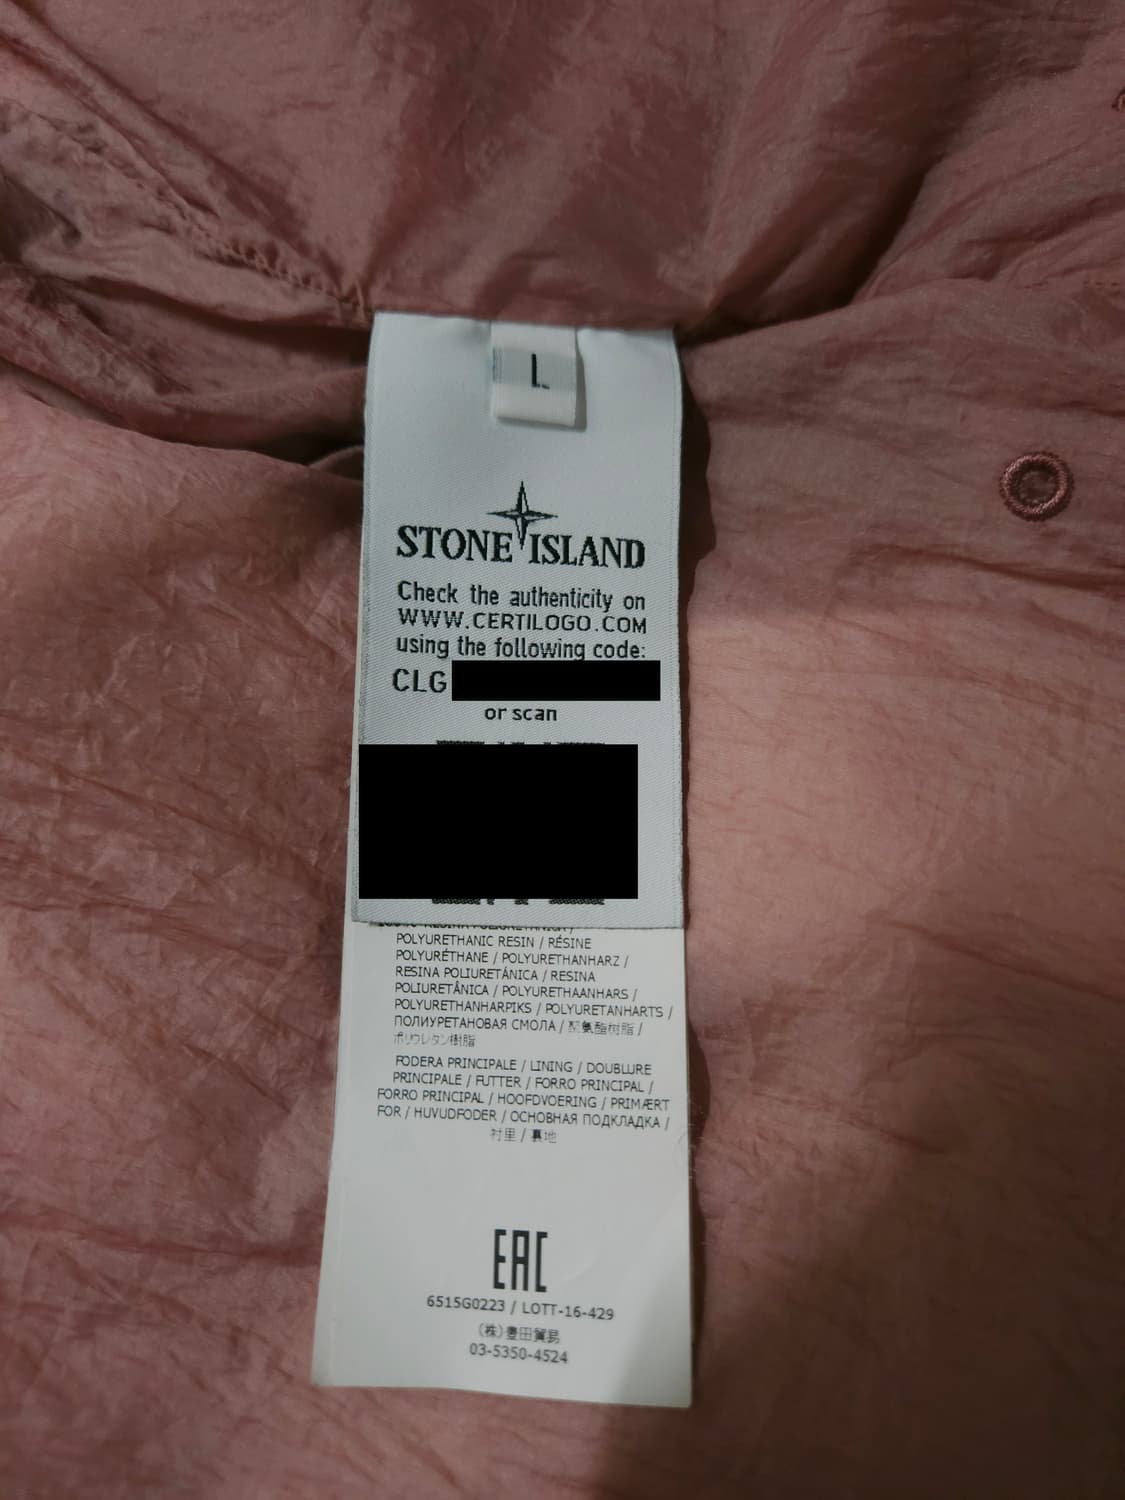 L
STONE ISLAND
Check the authenticity on
WWW.CERTILOGO.COM
using the following code:
CLG
or scan
POLYURETHANIC RESIN / RÉSINE
POLYURÉTHANE / POLYURETHANHARZ /
RESINA POLIURETÁNICA / RESINA
POLIURETÂNICA / POLYURETHAANHARS /
POLYURETHANHARPIKS / POLYURETANHARTS /
ПОЛИУРЕТАНОВАЯ СМОЛА / 聚氨酯树脂 /
ポリウレタン樹脂
FODERA PRINCIPALE / LINING / DOUBLURE
PRINCIPALE / FUTTER / FORRO PRINCIPAL /
FORRO PRINCIPAL / HOOFDVOERING / PRIMÆRT
FOR / HUVUDFODER / ОСНОВНАЯ ПОДКЛАДКА /
衬里 / 裏地
EAC
6515G0223 / LOTT-16-429
(株)豊田貿易
03-5350-4524